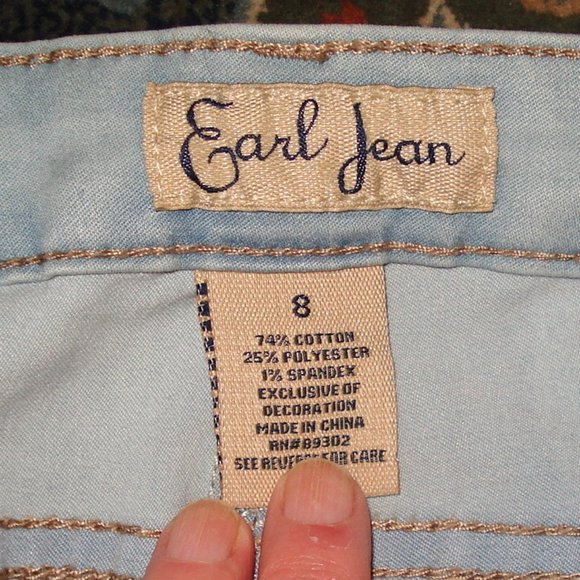 Earl Jean
8
74% COTTON
25% POLYESTER
1% SPANDEX
EXCLUSIVE OF
DECORATION
MADE IN CHINA
RN#89302
SEE REVERSE FOR CARE